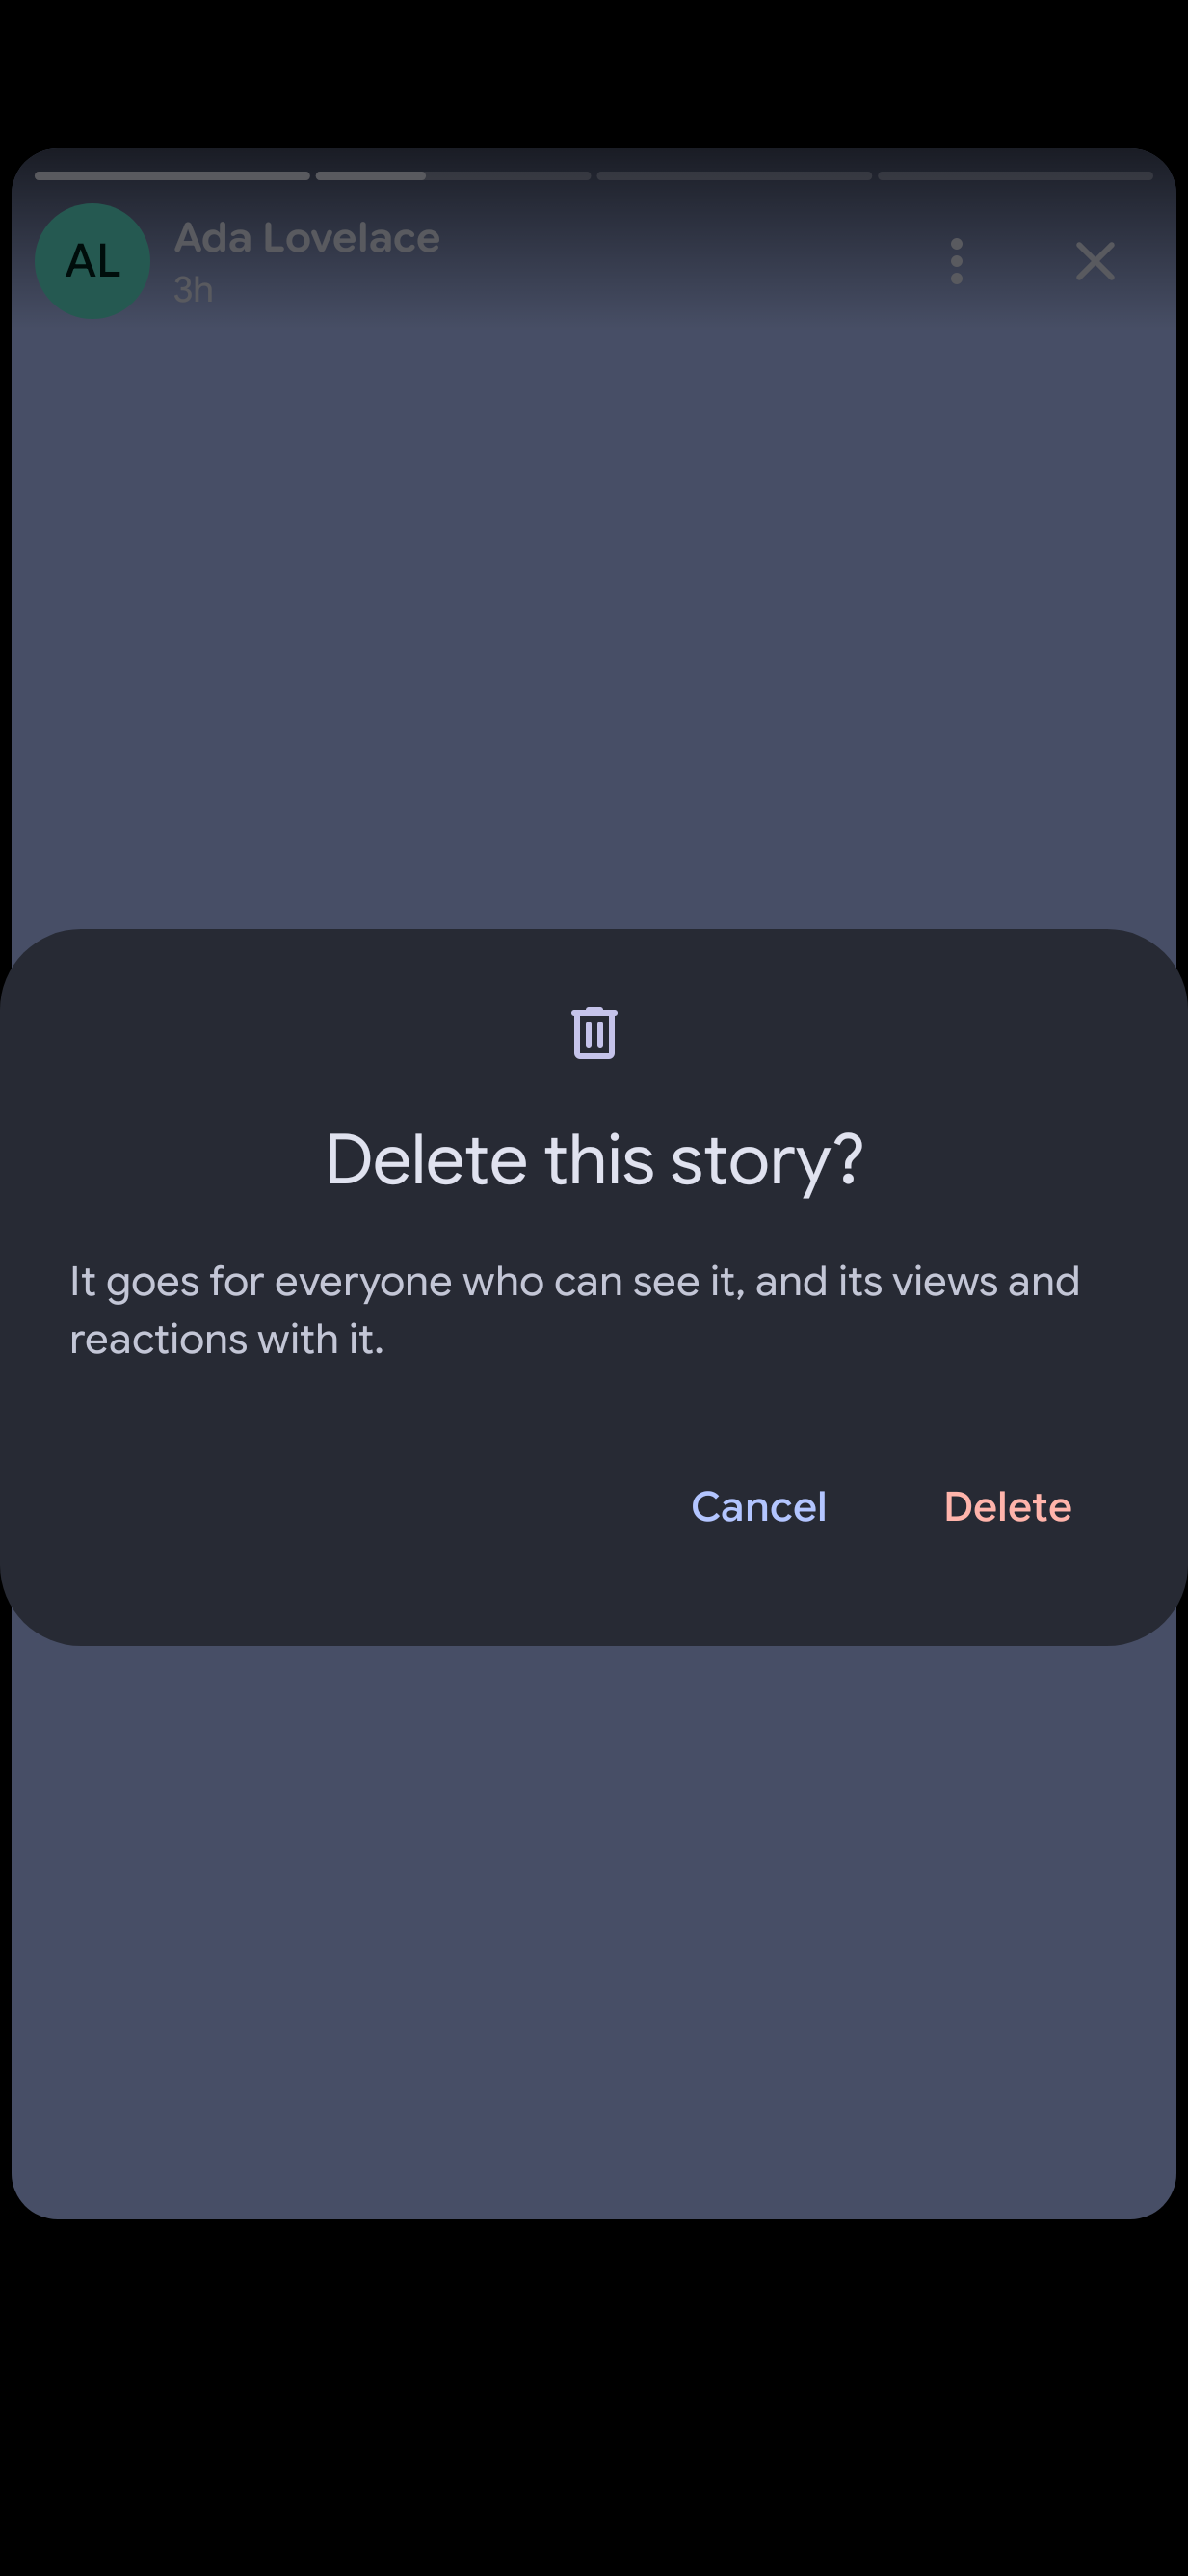 Ada Lovelace
AL
3h
Delete this story?
It goes for everyone who can see it, and its views and
reactions with it.
Cancel Delete